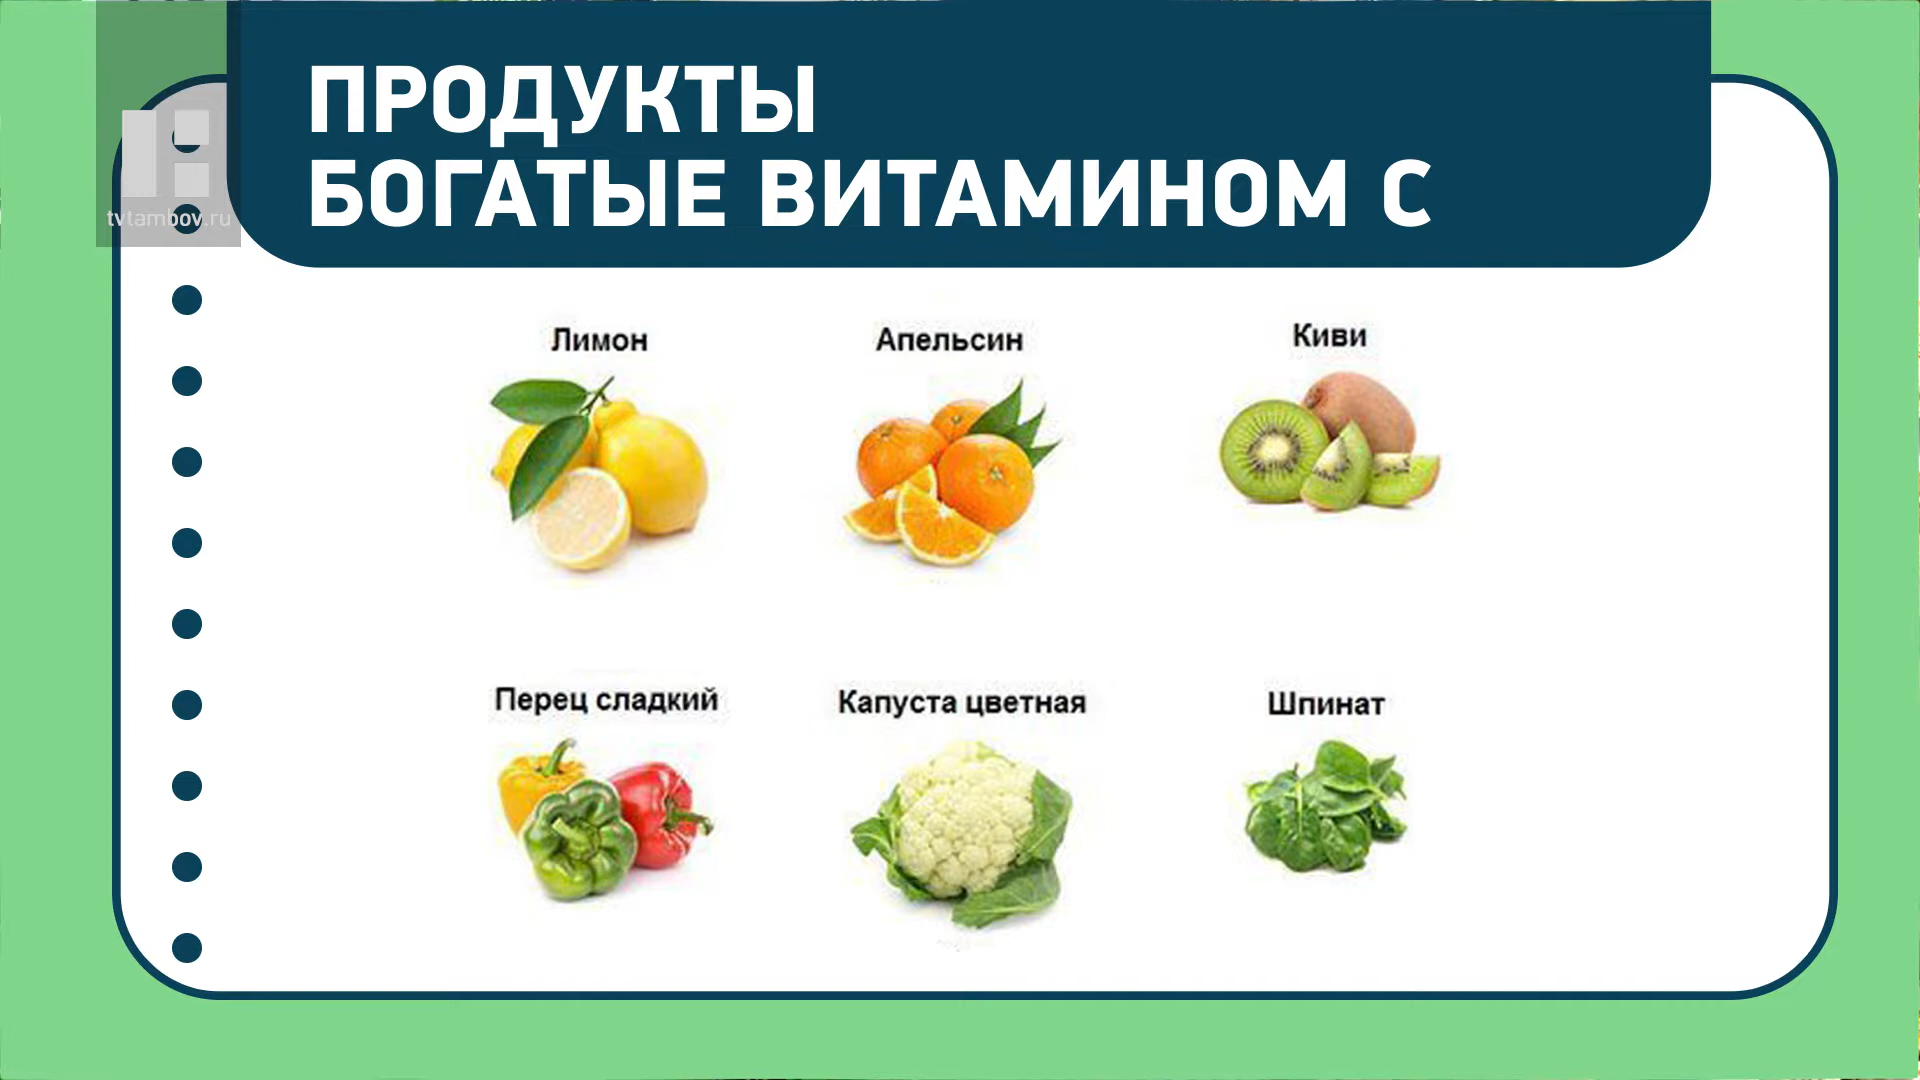 ПРОДУКТЫ
БОГАТЫЕ ВИТАМИНОМ С
tvtambov.ru
Лимон
Апельсин
Киви
Перец сладкий
Капуста цветная
Шпинат